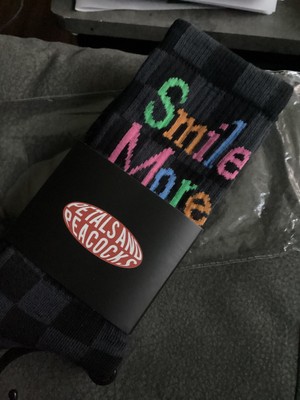 Smile
More
PETALS AND
PEACOCKS